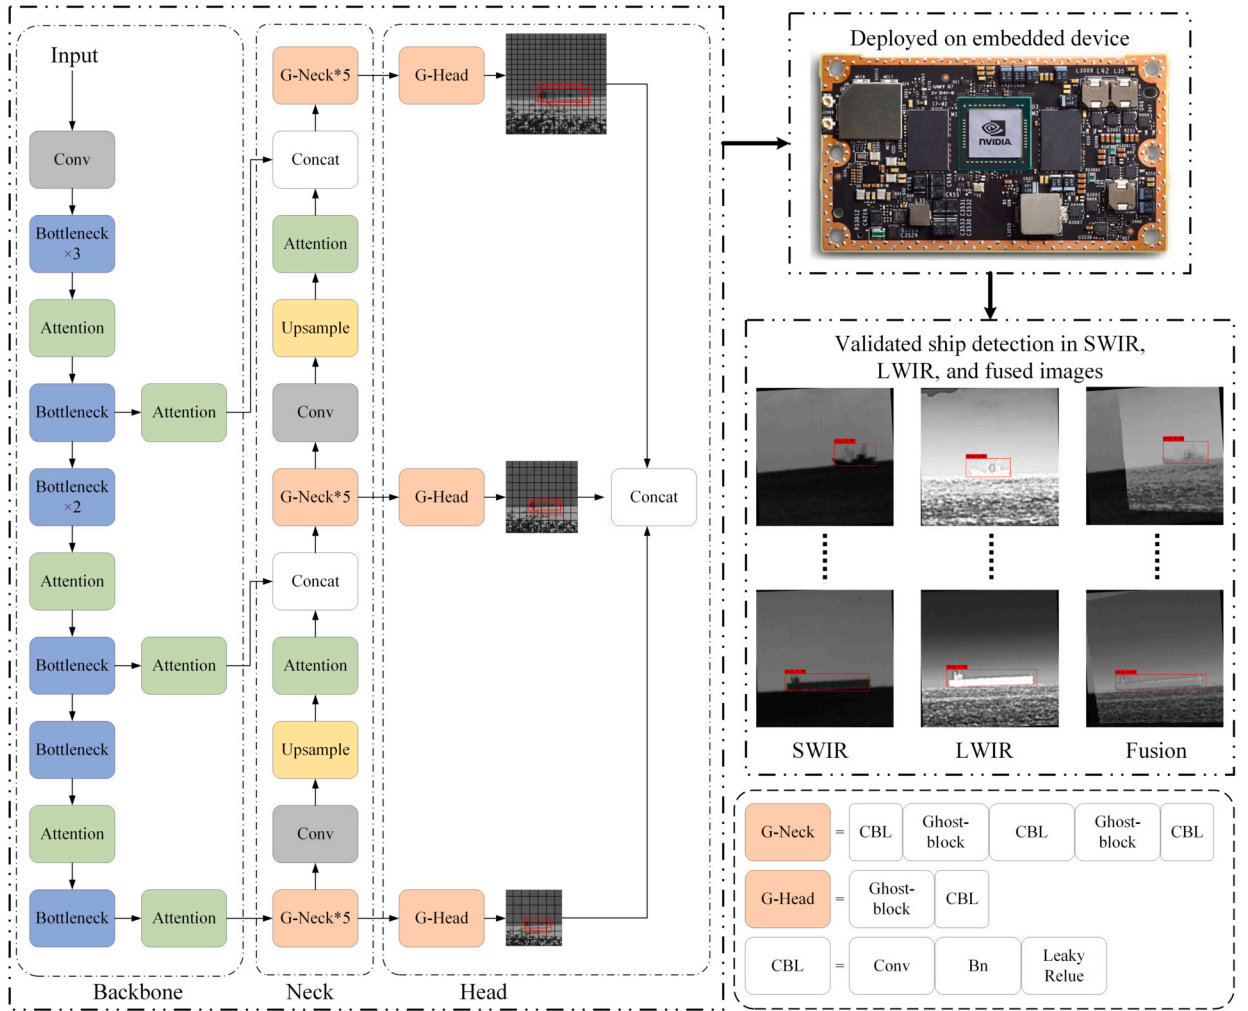 Input
Conv
Bottleneck
×3
Attention
Bottleneck
Attention
Bottleneck
×2
Attention
Bottleneck
Attention
Bottleneck
Attention
Bottleneck
Attention
Backbone
G-Neck*5
Concat
Attention
Upsample
Conv
G-Neck*5
Concat
Attention
Upsample
Conv
G-Neck*5
Neck
G-Head
G-Head
G-Head
Concat
Head
Deployed on embedded device
NVIDIA
Validated ship detection in SWIR,
LWIR, and fused images
SWIR
LWIR
Fusion
G-Neck
=
CBL
Ghost-
block
CBL
Ghost-
block
CBL
G-Head
=
Ghost-
block
CBL
CBL
=
Conv
Bn
Leaky
Relue